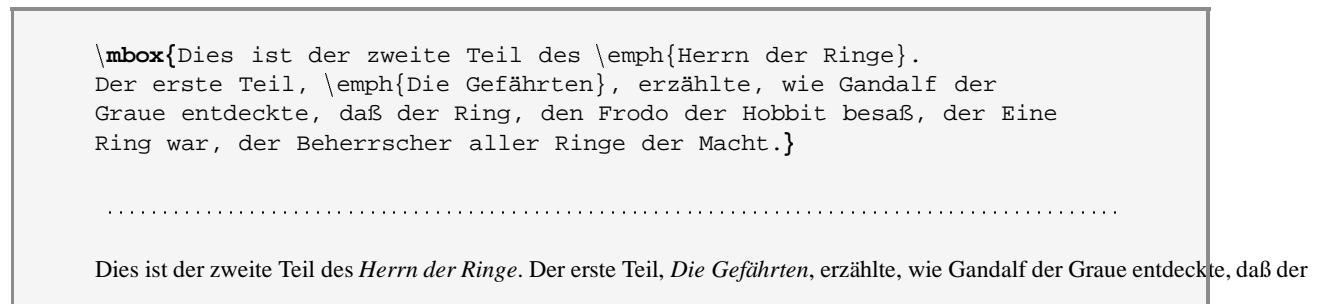 \mbox{Dies ist der zweite Teil des \emph{Herrn der Ringe}.
Der erste Teil, \emph{Die Gefährten}, erzählte, wie Gandalf der
Graue entdeckte, daß der Ring, den Frodo der Hobbit besaß, der Eine
Ring war, der Beherrscher aller Ringe der Macht.}
Dies ist der zweite Teil des Herrn der Ringe. Der erste Teil, Die Gefährten, erzählte, wie Gandalf der Graue entdeckte, daß der